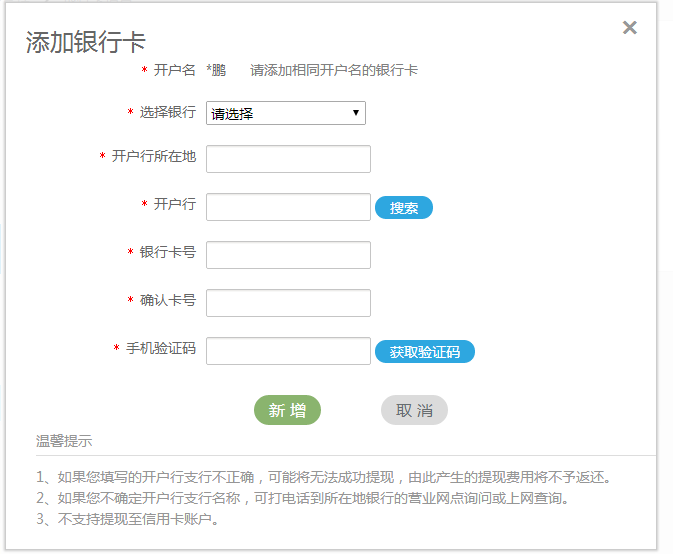 添加银行卡
* 开户名 *鹏 请添加相同开户名的银行卡
* 选择银行 请选择
* 开户行所在地
* 开户行 搜索
* 银行卡号
* 确认卡号
* 手机验证码 获取验证码
新 增 取 消
温馨提示
1、如果您填写的开户行支行不正确，可能将无法成功提现，由此产生的提现费用将不予返还。
2、如果您不确定开户行支行名称，可打电话到所在地银行的营业网点询问或上网查询。
3、不支持提现至信用卡账户。